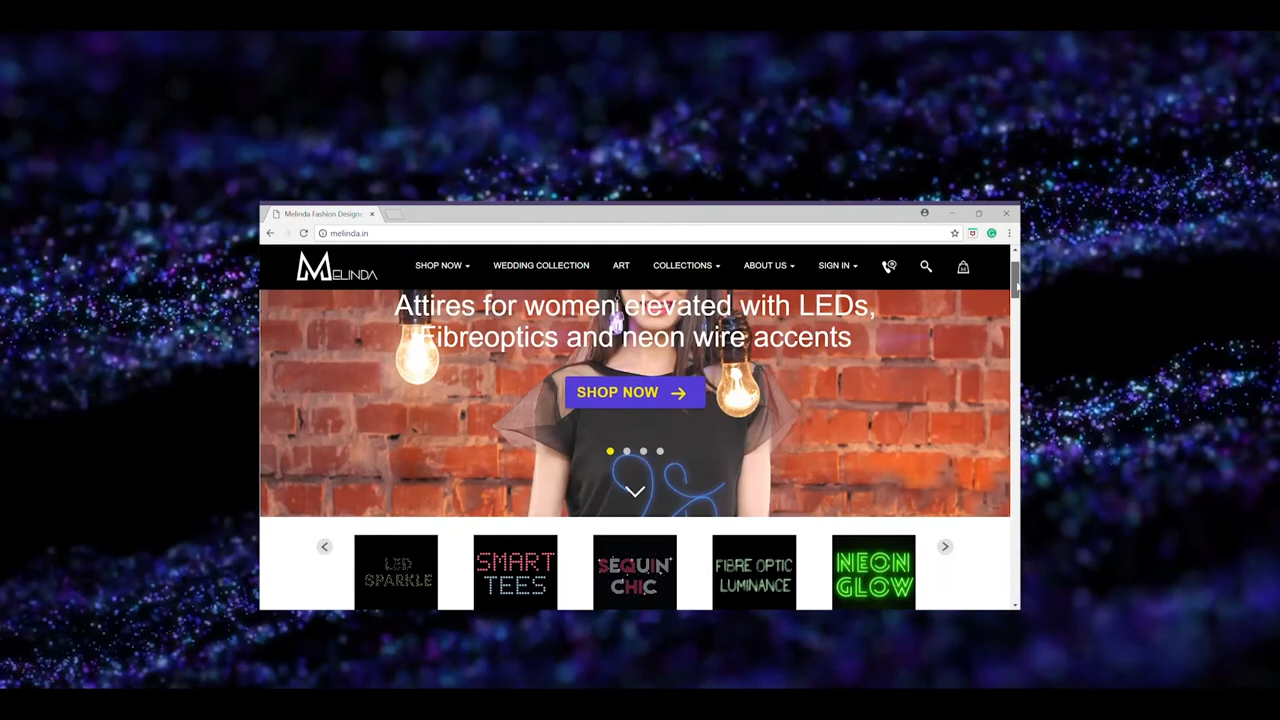 Melinda Fashion Designe
melinda.in
MELINDA
SHOP NOW
WEDDING COLLECTION
ART
COLLECTIONS
ABOUT US
SIGN IN
Attires for women elevated with LEDs,
Fibreoptics and neon wire accents
SHOP NOW
LED
SPARKLE
SMART
TEES
SEQUIN
CHIC
FIBRE OPTIC
LUMINANCE
NEON
GLOW